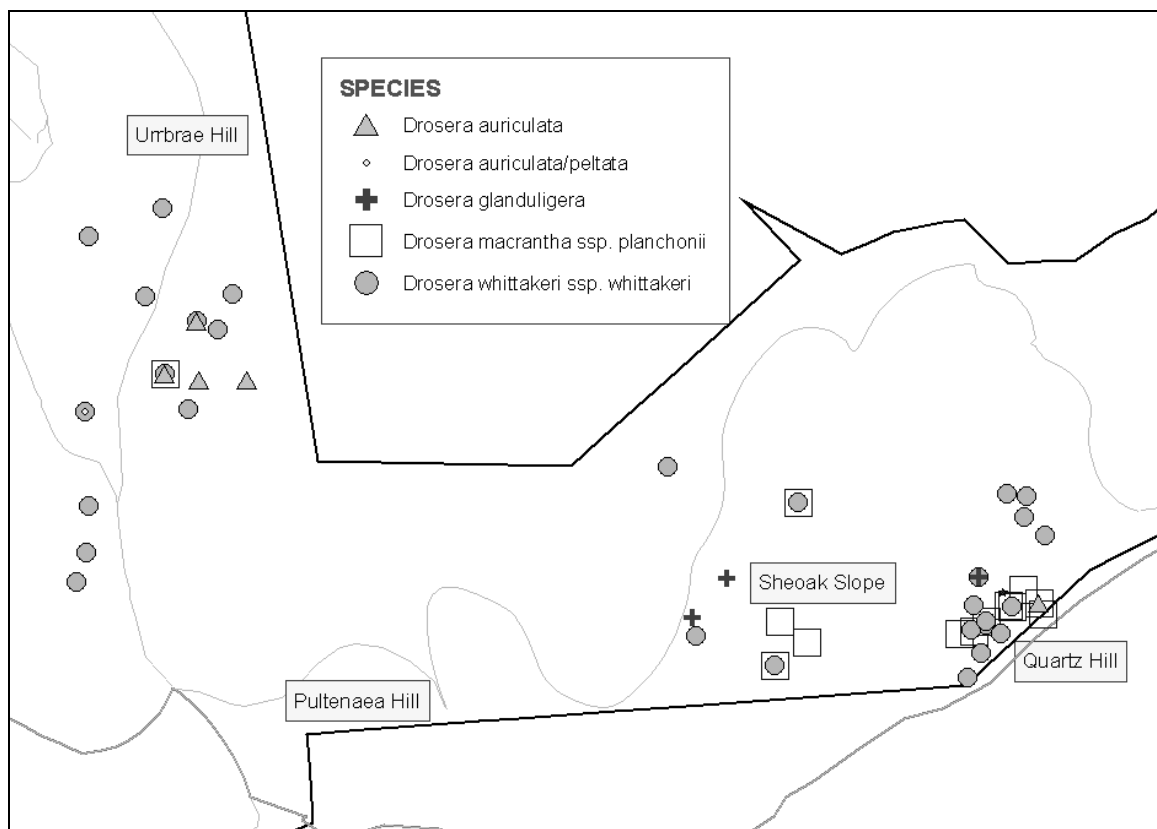 SPECIES
Drosera auriculata
Drosera auriculata/peltata
Drosera glanduligera
Drosera macrantha ssp. planchonii
Drosera whittakeri ssp. whittakeri
Urrbrae Hill
Sheoak Slope
Quartz Hill
Pultenaea Hill